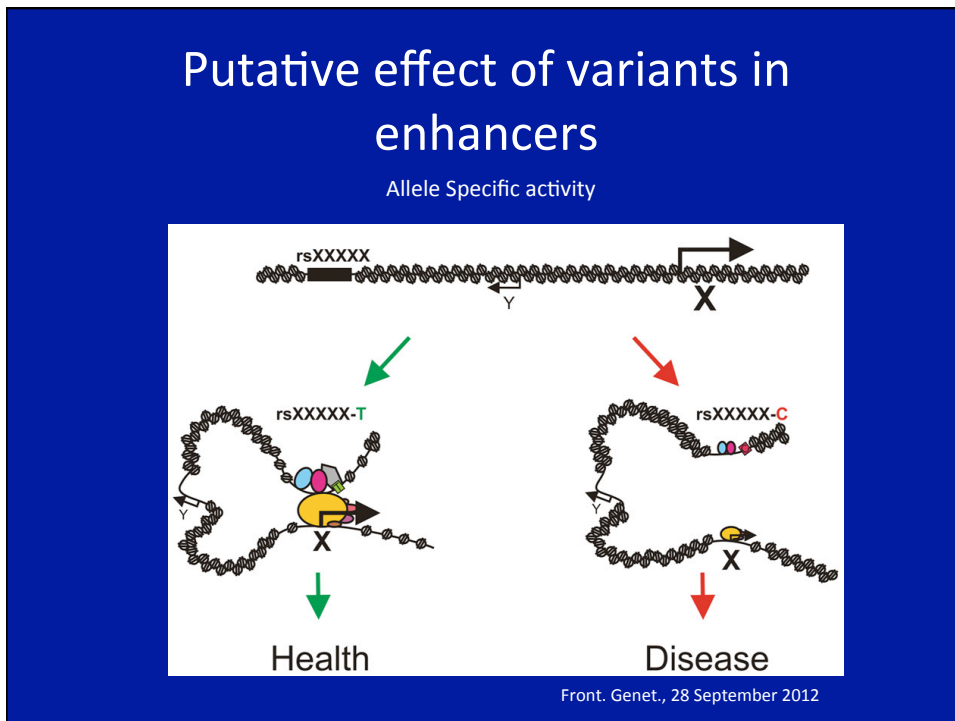 Putative effect of variants in
enhancers
Allele Specific activity
rsXXXXX
Y
X
rsXXXXX-T
rsXXXXX-C
Y
X
Y
X
Health
Disease
Front. Genet., 28 September 2012